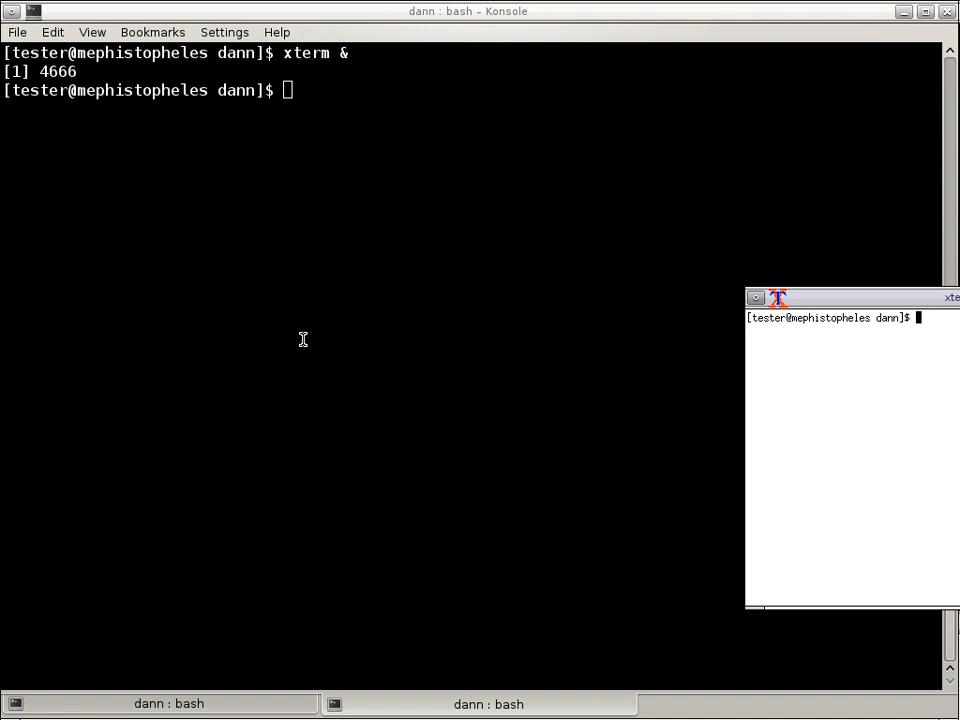 dann : bash - Konsole
File Edit View Bookmarks Settings Help
[tester@mephistopheles dann]$ xterm &
[1] 4666
[tester@mephistopheles dann]$
xte
[tester@mephistopheles dann]$
dann : bash
dann : bash